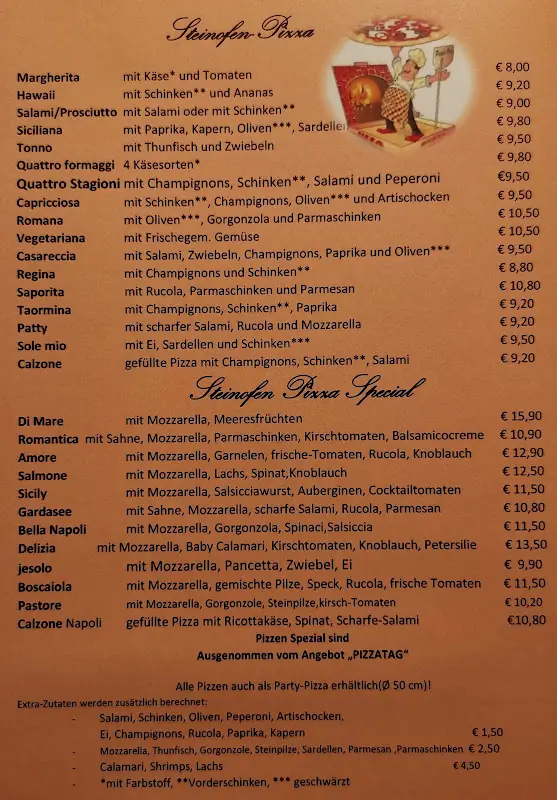 Steinofen-Pizza
Margherita mit Käse* und Tomaten € 8,00
Hawaii mit Schinken** und Ananas € 9,20
Salami/Prosciutto mit Salami oder mit Schinken** € 9,00
Siciliana mit Paprika, Kapern, Oliven***, Sardellen € 9,80
Tonno mit Thunfisch und Zwiebeln € 9,50
Quattro formaggi 4 Käsesorten* € 9,80
Quattro Stagioni mit Champignons, Schinken**, Salami und Peperoni €9,50
Capricciosa mit Schinken**, Champignons, Oliven*** und Artischocken € 9,50
Romana mit Oliven***, Gorgonzola und Parmaschinken € 10,50
Vegetariana mit Frischegem. Gemüse € 10,50
Casareccia mit Salami, Zwiebeln, Champignons, Paprika und Oliven*** € 9,50
Regina mit Champignons und Schinken** € 8,80
Saporita mit Rucola, Parmaschinken und Parmesan € 10,80
Taormina mit Champignons, Schinken**, Paprika € 9,20
Patty mit scharfer Salami, Rucola und Mozzarella € 9,20
Sole mio mit Ei, Sardellen und Schinken*** € 9,50
Calzone gefüllte Pizza mit Champignons, Schinken**, Salami € 9,20
Steinofen Pizza Special
Di Mare mit Mozzarella, Meeresfrüchten € 15,90
Romantica mit Sahne, Mozzarella, Parmaschinken, Kirschtomaten, Balsamicocreme € 10,90
Amore mit Mozzarella, Garnelen, frische-Tomaten, Rucola, Knoblauch € 12,90
Salmone mit Mozzarella, Lachs, Spinat,Knoblauch € 12,50
Sicily mit Mozzarella, Salsicciawurst, Auberginen, Cocktailtomaten € 11,50
Gardasee mit Sahne, Mozzarella, scharfe Salami, Rucola, Parmesan € 10,80
Bella Napoli mit Mozzarella, Gorgonzola, Spinaci,Salsiccia € 11,50
Delizia mit Mozzarella, Baby Calamari, Kirschtomaten, Knoblauch, Petersilie € 13,50
jesolo mit Mozzarella, Pancetta, Zwiebel, Ei € 9,90
Boscaiola mit Mozzarella, gemischte Pilze, Speck, Rucola, frische Tomaten € 11,50
Pastore mit Mozzarella, Gorgonzole, Steinpilze,kirsch-Tomaten € 10,20
Calzone Napoli gefüllte Pizza mit Ricottakäse, Spinat, Scharfe-Salami €10,80
Pizzen Spezial sind
Ausgenommen vom Angebot „PIZZATAG“
Alle Pizzen auch als Party-Pizza erhältlich(Ø 50 cm)!
Extra-Zutaten werden zusätzlich berechnet:
- Salami, Schinken, Oliven, Peperoni, Artischocken,
Ei, Champignons, Rucola, Paprika, Kapern € 1,50
- Mozzarella, Thunfisch, Gorgonzole, Steinpilze, Sardellen, Parmesan ,Parmaschinken € 2,50
- Calamari, Shrimps, Lachs € 4,50
- *mit Farbstoff, **Vorderschinken, *** geschwärzt